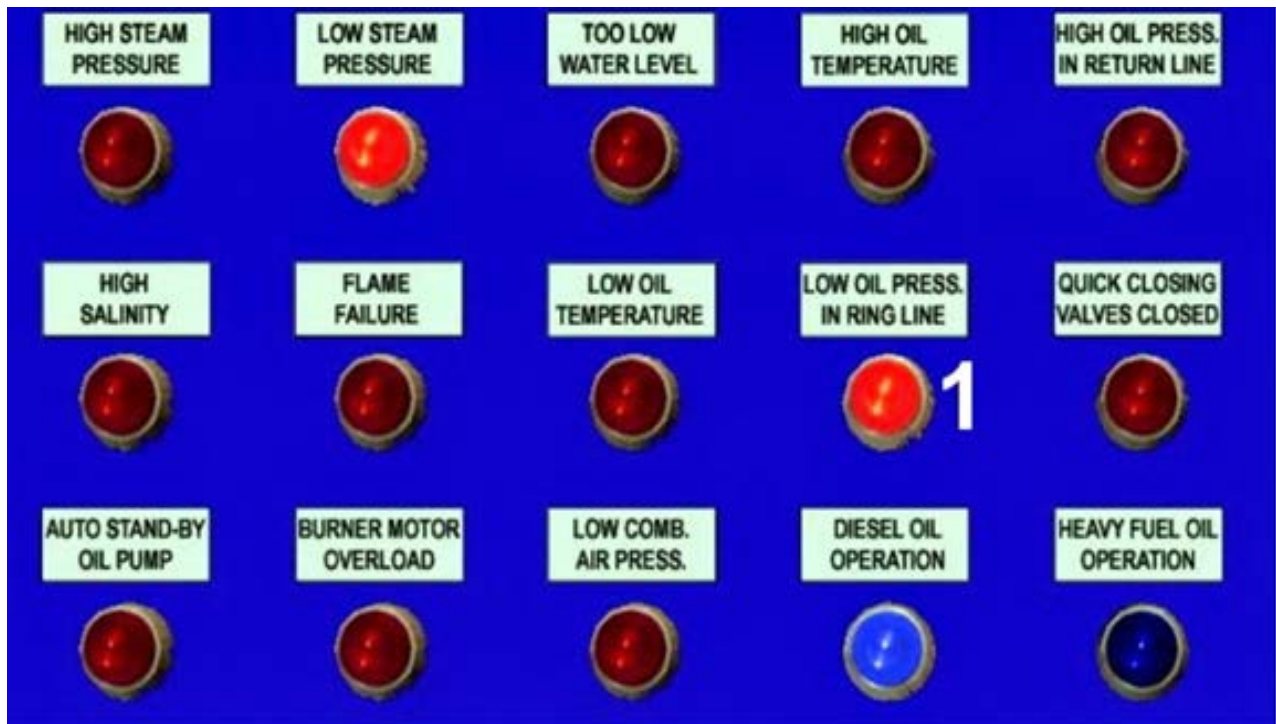 HIGH STEAM
PRESSURE
LOW STEAM
PRESSURE
TOO LOW
WATER LEVEL
HIGH OIL
TEMPERATURE
HIGH OIL PRESS.
IN RETURN LINE
HIGH
SALINITY
FLAME
FAILURE
LOW OIL
TEMPERATURE
LOW OIL PRESS.
IN RING LINE
QUICK CLOSING
VALVES CLOSED
1
AUTO STAND-BY
OIL PUMP
BURNER MOTOR
OVERLOAD
LOW COMB.
AIR PRESS.
DIESEL OIL
OPERATION
HEAVY FUEL OIL
OPERATION